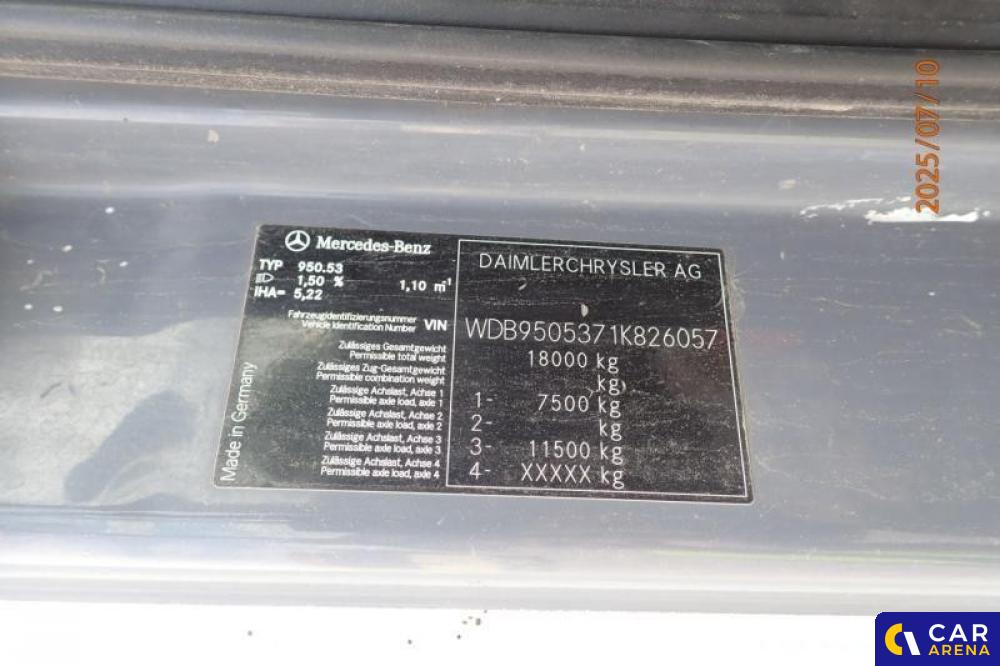 2025/07/10
Mercedes-Benz
TYP 950.53
1,50 % 1,10 m⁻¹
IHA= 5,22
Fahrzeugidentifizierungsnummer
Vehicle Identification Number VIN
Zulässiges Gesamtgewicht
Permissible total weight
Zulässiges Zug-Gesamtgewicht
Permissible combination weight
Zulässige Achslast, Achse 1
Permissible axle load, axle 1
Zulässige Achslast, Achse 2
Permissible axle load, axle 2
Zulässige Achslast, Achse 3
Permissible axle load, axle 3
Zulässige Achslast, Achse 4
Permissible axle load, axle 4
Made in Germany
DAIMLERCHRYSLER AG
WDB9505371K826057
18000 kg
kg
1- 7500 kg
2- kg
3- 11500 kg
4- XXXXX kg
CAR
ARENA